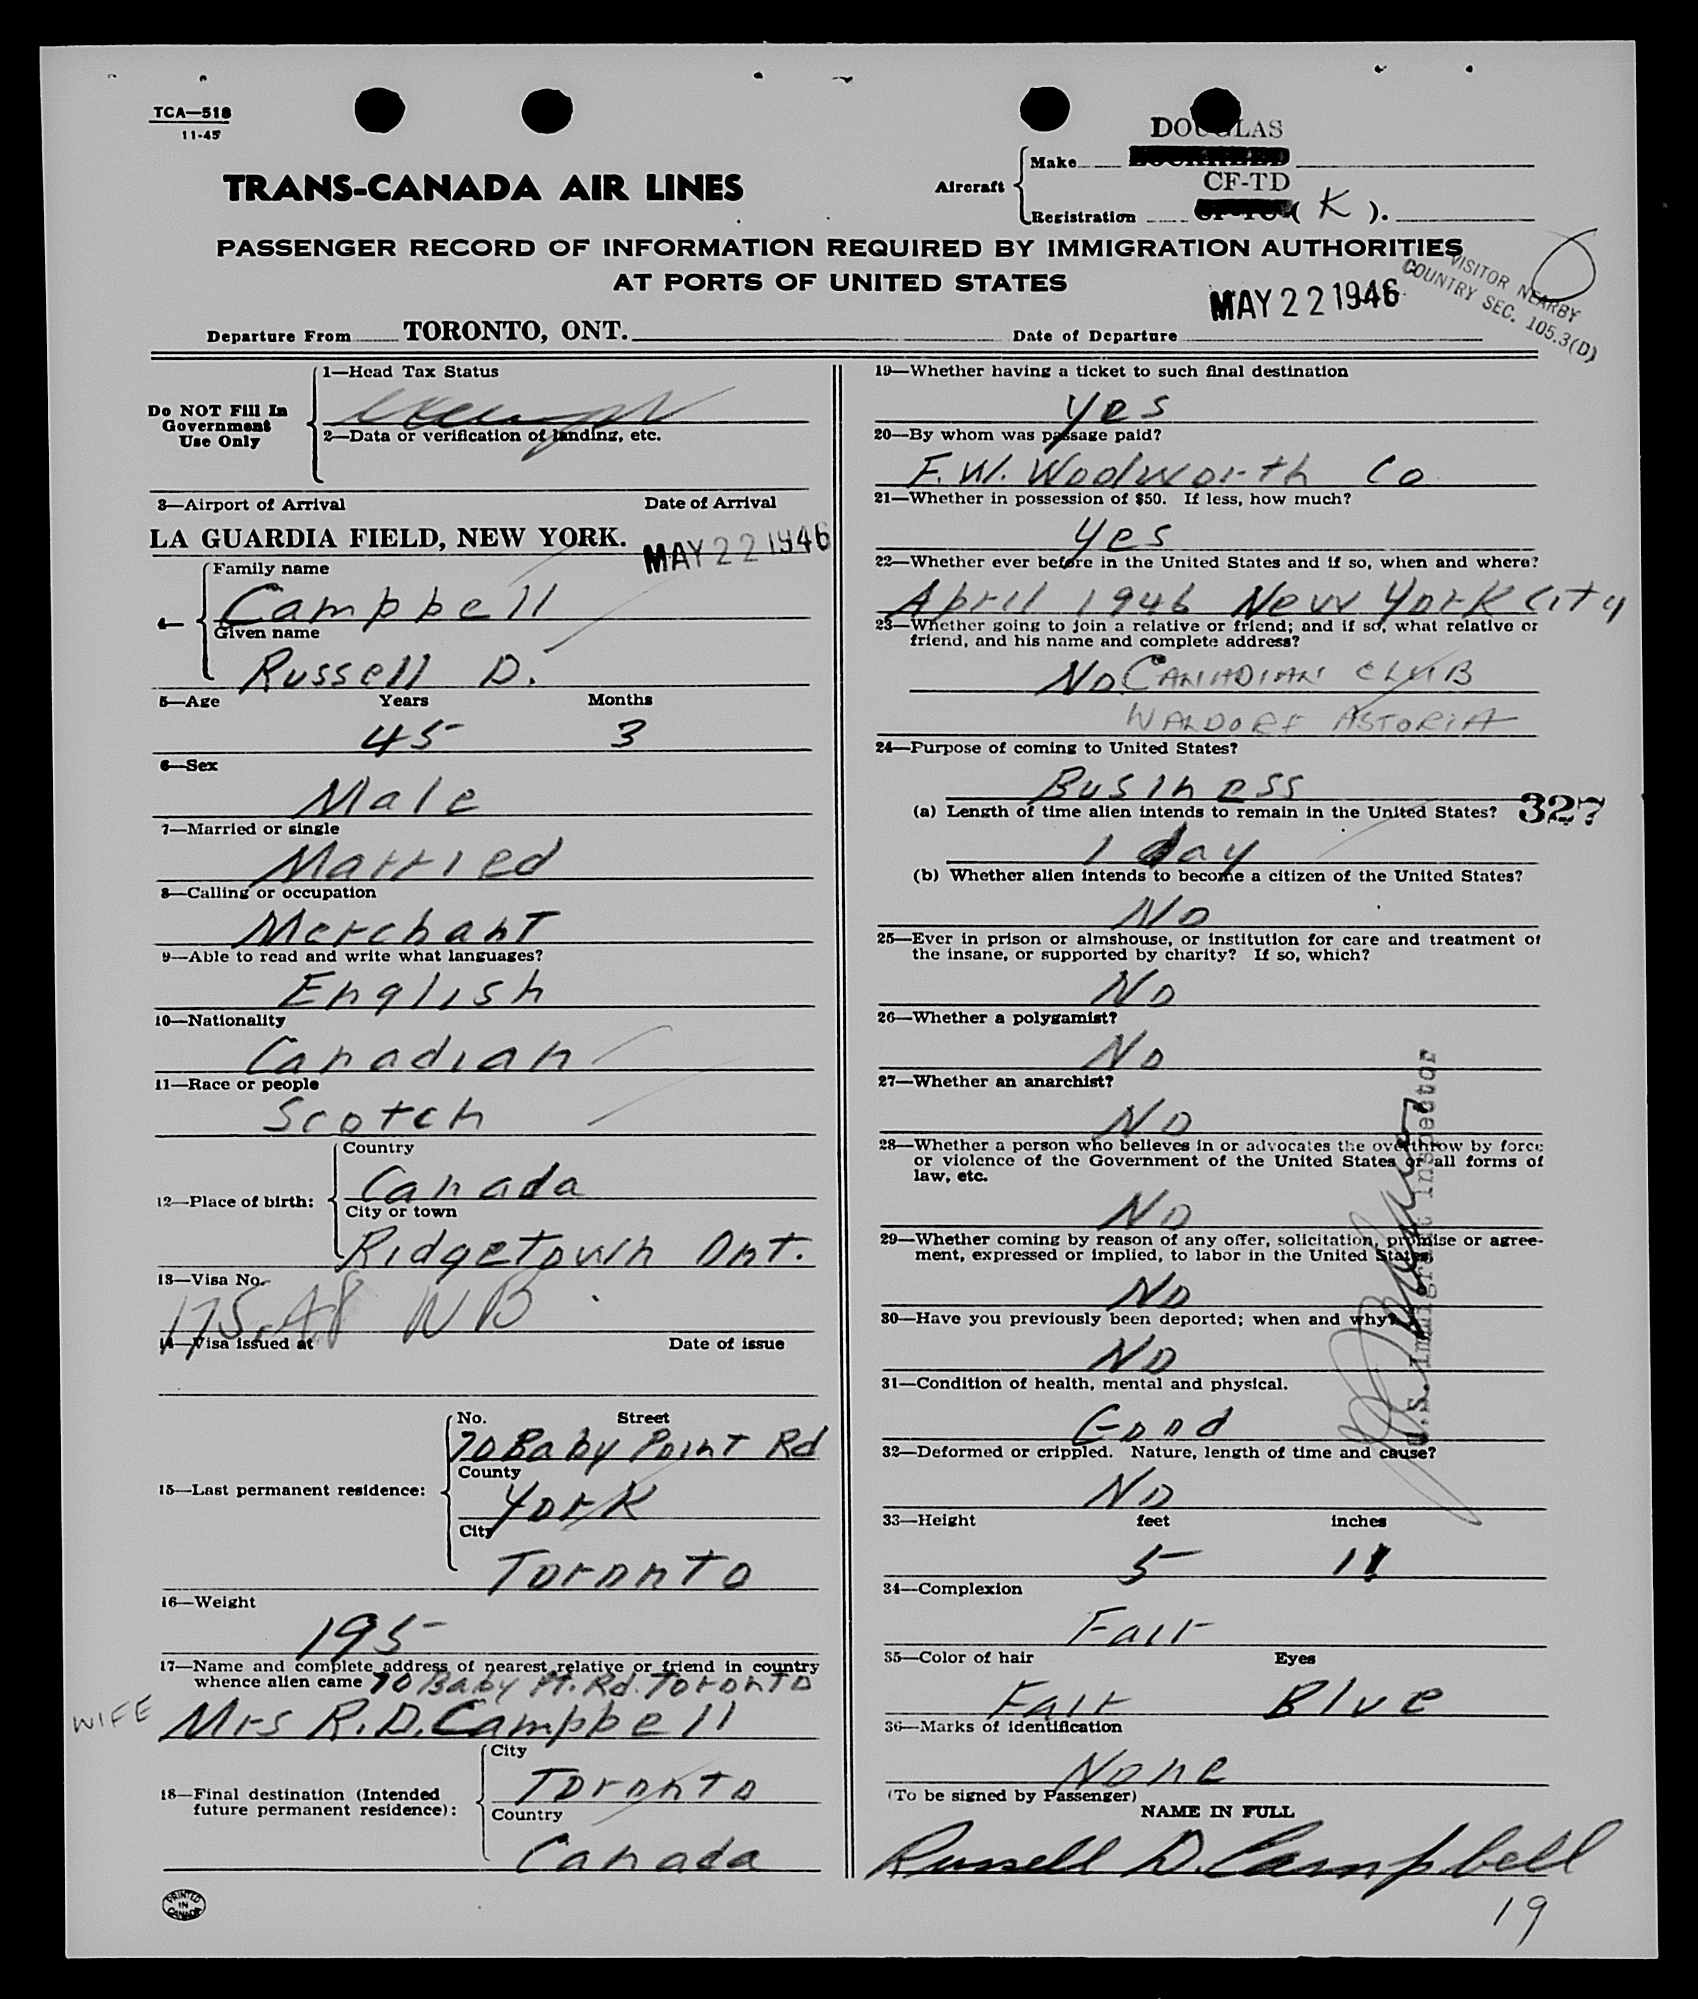 TCA—518
11-45
TRANS-CANADA AIR LINES
DOUGLAS
Aircraft
Make
CF-TD
Registration ( K ).
PASSENGER RECORD OF INFORMATION REQUIRED BY IMMIGRATION AUTHORITIES
AT PORTS OF UNITED STATES
VISITOR NEARBY
COUNTRY SEC. 105.3(D)
MAY 22 1946
Departure From TORONTO, ONT.
Date of Departure
Do NOT Fill In
Government
Use Only
1—Head Tax Status
2—Data or verification of landing, etc.
3—Airport of Arrival Date of Arrival
LA GUARDIA FIELD, NEW YORK. MAY 22 1946
4—
Family name
Campbell
Given name
Russell D.
5—Age Years Months
45 3
6—Sex
Male
7—Married or single
Married
8—Calling or occupation
Merchant
9—Able to read and write what languages?
English
10—Nationality
Canadian
11—Race or people
Scotch
12—Place of birth:
Country
Canada
City or town
Ridgetown Ont.
13—Visa No.
14—Visa issued at Date of issue
15—Last permanent residence:
No. Street
70 Baby Point Rd
County
York
City
Toronto
16—Weight
195
17—Name and complete address of nearest relative or friend in country
whence alien came 70 Baby Pt. Rd. Toronto
WIFE Mrs R. D. Campbell
18—Final destination (Intended
future permanent residence):
City
Toronto
Country
Canada
PRINTED
IN
CANADA
19—Whether having a ticket to such final destination
yes
20—By whom was passage paid?
F. W. Woolworth Co
21—Whether in possession of $50. If less, how much?
yes
22—Whether ever before in the United States and if so, when and where?
April 1946 New York City
23—Whether going to join a relative or friend; and if so, what relative or
friend, and his name and complete address?
No. CANADIAN CLUB
WALDORF ASTORIA
24—Purpose of coming to United States?
Business
(a) Length of time alien intends to remain in the United States? 327
1 day
(b) Whether alien intends to become a citizen of the United States?
No
25—Ever in prison or almshouse, or institution for care and treatment of
the insane, or supported by charity? If so, which?
No
26—Whether a polygamist?
No
27—Whether an anarchist?
No
28—Whether a person who believes in or advocates the overthrow by force
or violence of the Government of the United States or all forms of
law, etc.
No
29—Whether coming by reason of any offer, solicitation, promise or agree-
ment, expressed or implied, to labor in the United States,
No
30—Have you previously been deported; when and why?
No
31—Condition of health, mental and physical.
Good
32—Deformed or crippled. Nature, length of time and cause?
No
U.S. Immigrant Inspector
33—Height feet inches
5 11
34—Complexion
Fair
35—Color of hair Eyes
Fair Blue
36—Marks of identification
None
(To be signed by Passenger)
NAME IN FULL
Russell D. Campbell
19